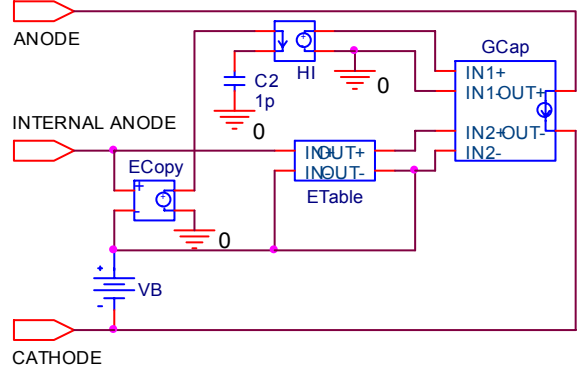 ANODE
GCap
HI
C2
1p
0
0
IN1+
IN1-OUT+
IN2+OUT-
IN2-
INTERNAL ANODE
ECopy
+
-
0
IN+OUT+
IN-OUT-
ETable
+
-
VB
CATHODE